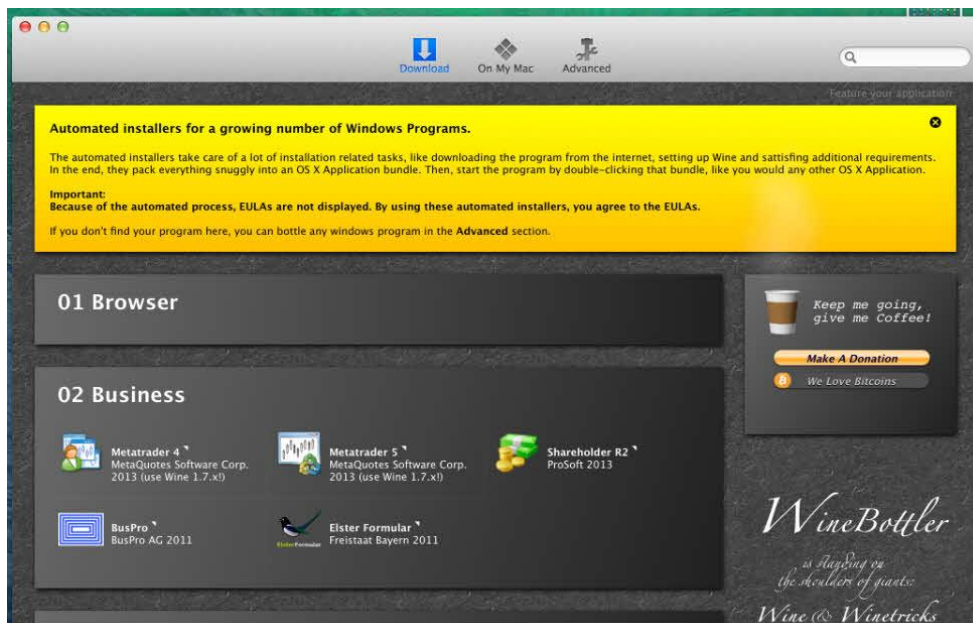 Download
On My Mac
Advanced
Feature your application
Automated installers for a growing number of Windows Programs.
The automated installers take care of a lot of installation related tasks, like downloading the program from the internet, setting up Wine and sattisfing additional requirements.
In the end, they pack everything snuggly into an OS X Application bundle. Then, start the program by double-clicking that bundle, like you would any other OS X Application.
Important:
Because of the automated process, EULAs are not displayed. By using these automated installers, you agree to the EULAs.
If you don't find your program here, you can bottle any windows program in the Advanced section.
01 Browser
Keep me going,
give me Coffee!
Make A Donation
We Love Bitcoins
02 Business
Metatrader 4
MetaQuotes Software Corp.
2013 (use Wine 1.7.x!)
Metatrader 5
MetaQuotes Software Corp.
2013 (use Wine 1.7.x!)
Shareholder R2
ProSoft 2013
BusPro
BusPro AG 2011
ElsterFormular
Elster Formular
Freistaat Bayern 2011
WineBottler
is standing on
the shoulders of giants:
Wine & Winetricks